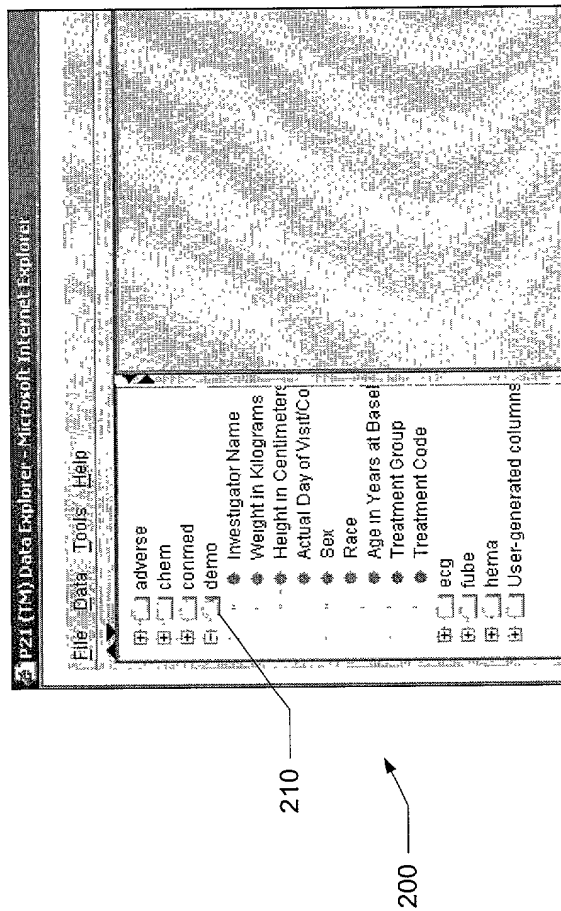 P21 (TM) Data Explorer - Microsoft Internet Explorer
File Data Tools Help
adverse
chem
conmed
demo
Investigator Name
Weight in Kilograms
Height in Centimeters
Actual Day of Visit/Col
Sex
Race
Age in Years at Basel
Treatment Group
Treatment Code
ecg
fube
hema
User-generated columns
210
200